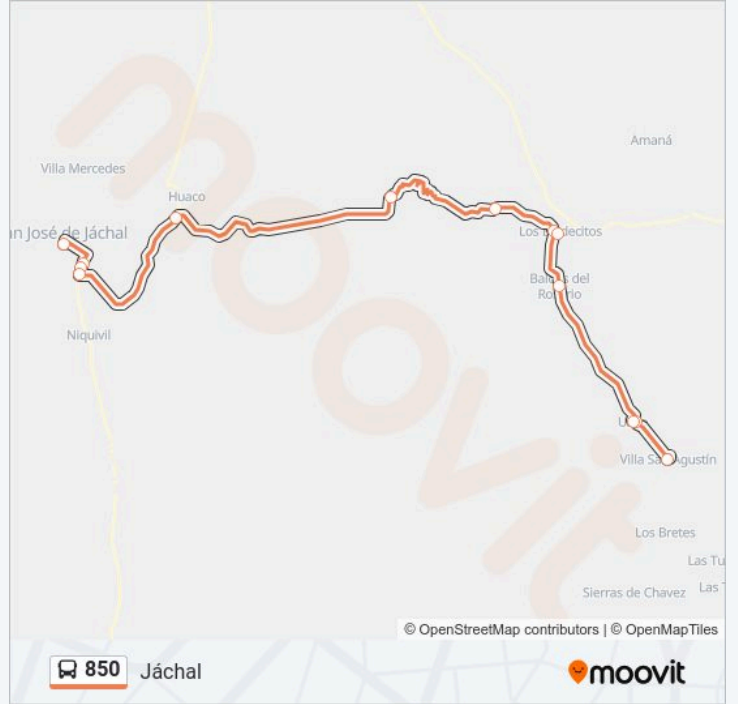 Amaná
Villa Mercedes
Huaco
n José de Jáchal
Los
decitos
del
Niquivil
Villa
Agustín
Los Bretes
Las Tu
Sierras de Chavez
Las
© OpenStreetMap contributors | © OpenMapTiles
850 Jáchal
moovit
moovit